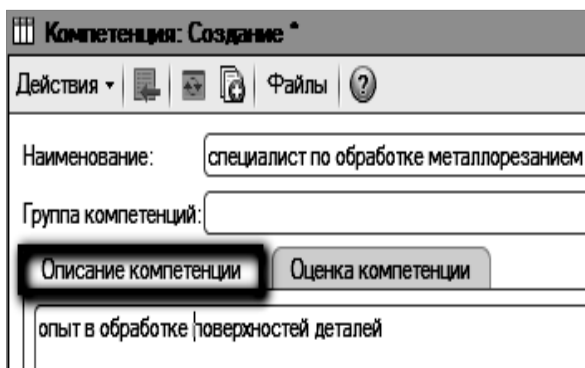 Компетенция: Создание *
Действия Файлы ?
Наименование: специалист по обработке металлорезанием
Группа компетенций:
Описание компетенции Оценка компетенции
опыт в обработке поверхностей деталей